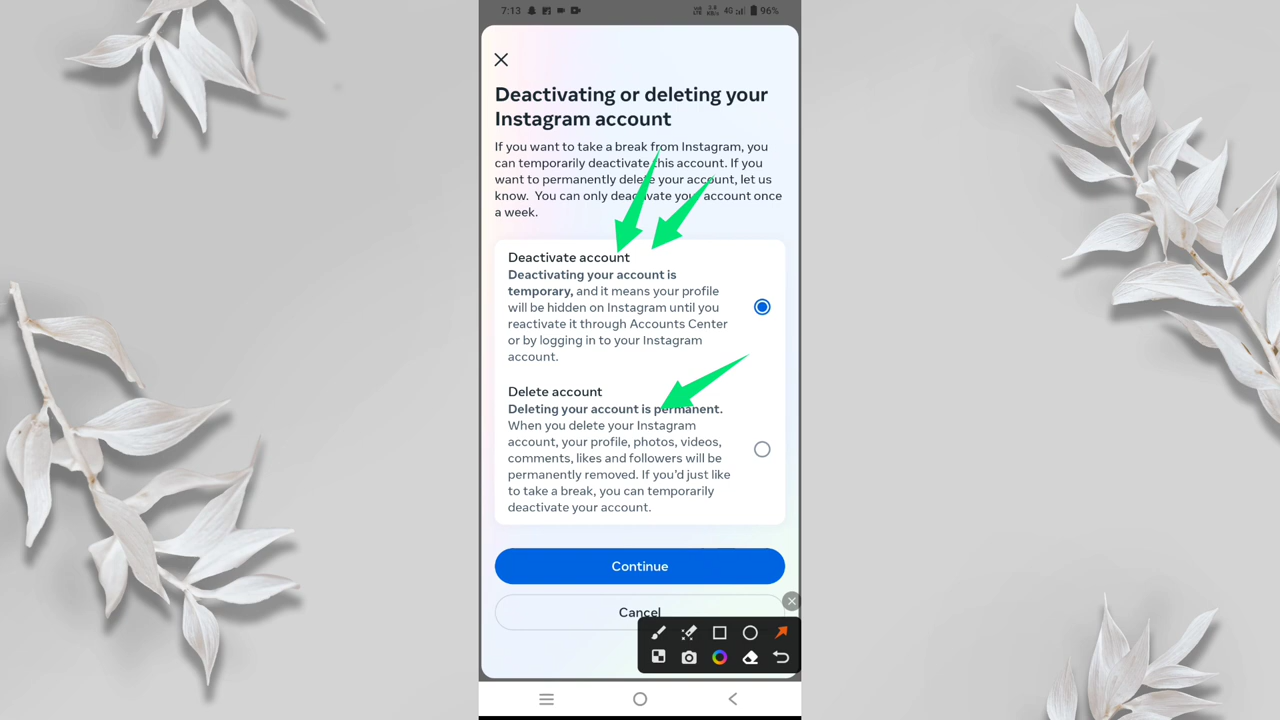 7:13
4G
96%
Deactivating or deleting your
Instagram account
If you want to take a break from Instagram, you
can temporarily deactivate this account. If you
want to permanently delete your account, let us
know. You can only deactivate your account once
a week.
Deactivate account
Deactivating your account is
temporary, and it means your profile
will be hidden on Instagram until you
reactivate it through Accounts Center
or by logging in to your Instagram
account.
Delete account
Deleting your account is permanent.
When you delete your Instagram
account, your profile, photos, videos,
comments, likes and followers will be
permanently removed. If you’d just like
to take a break, you can temporarily
deactivate your account.
Continue
Cancel